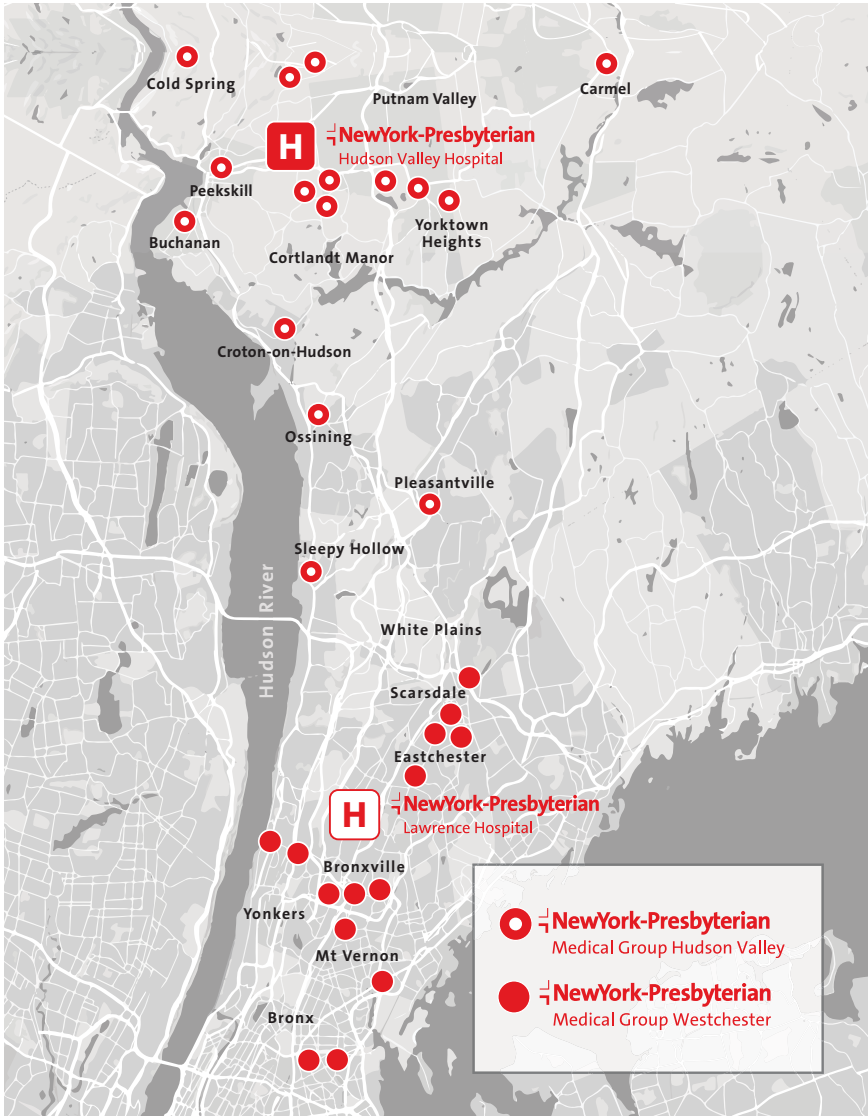 Cold Spring
Carmel
Putnam Valley
H
NewYork-Presbyterian
Hudson Valley Hospital
Peekskill
Buchanan
Yorktown
Heights
Cortlandt Manor
Croton-on-Hudson
Ossining
Pleasantville
Sleepy Hollow
Hudson River
White Plains
Scarsdale
Eastchester
H
NewYork-Presbyterian
Lawrence Hospital
Bronxville
Yonkers
Mt Vernon
Bronx
NewYork-Presbyterian
Medical Group Hudson Valley
NewYork-Presbyterian
Medical Group Westchester